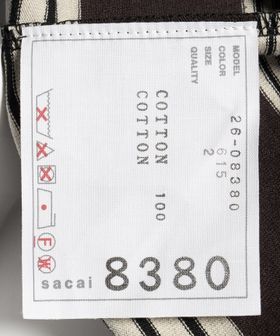 MODEL 26-08380
COLOR 615
SIZE 2
QUALITY
COTTON 100
COTTON
F
W
sacai
8380